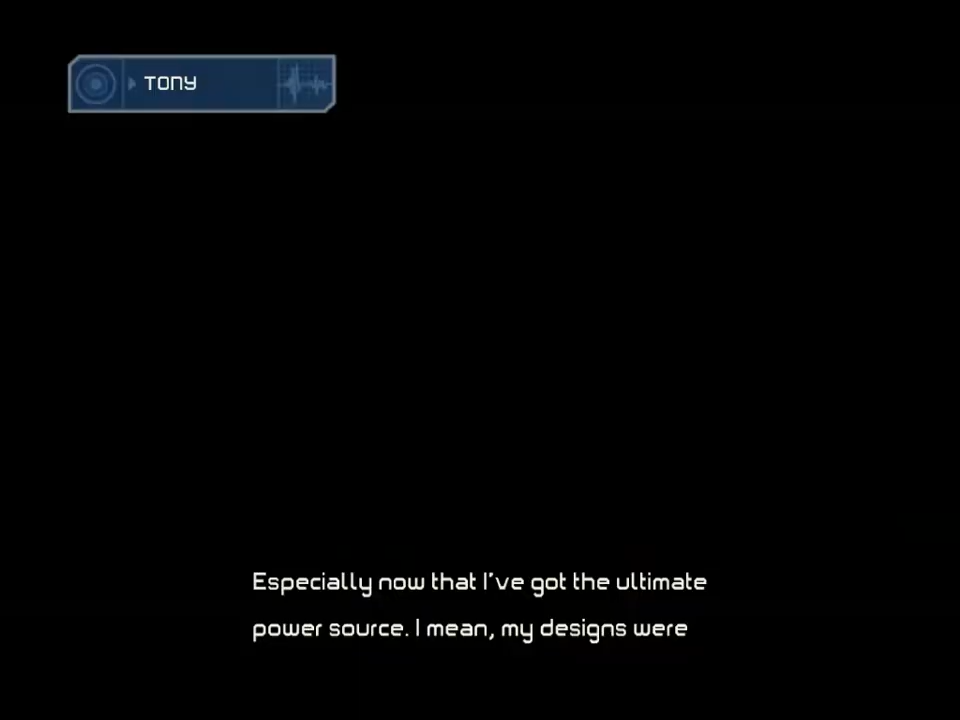 TONY
Especially now that I've got the ultimate
power source. I mean, my designs were